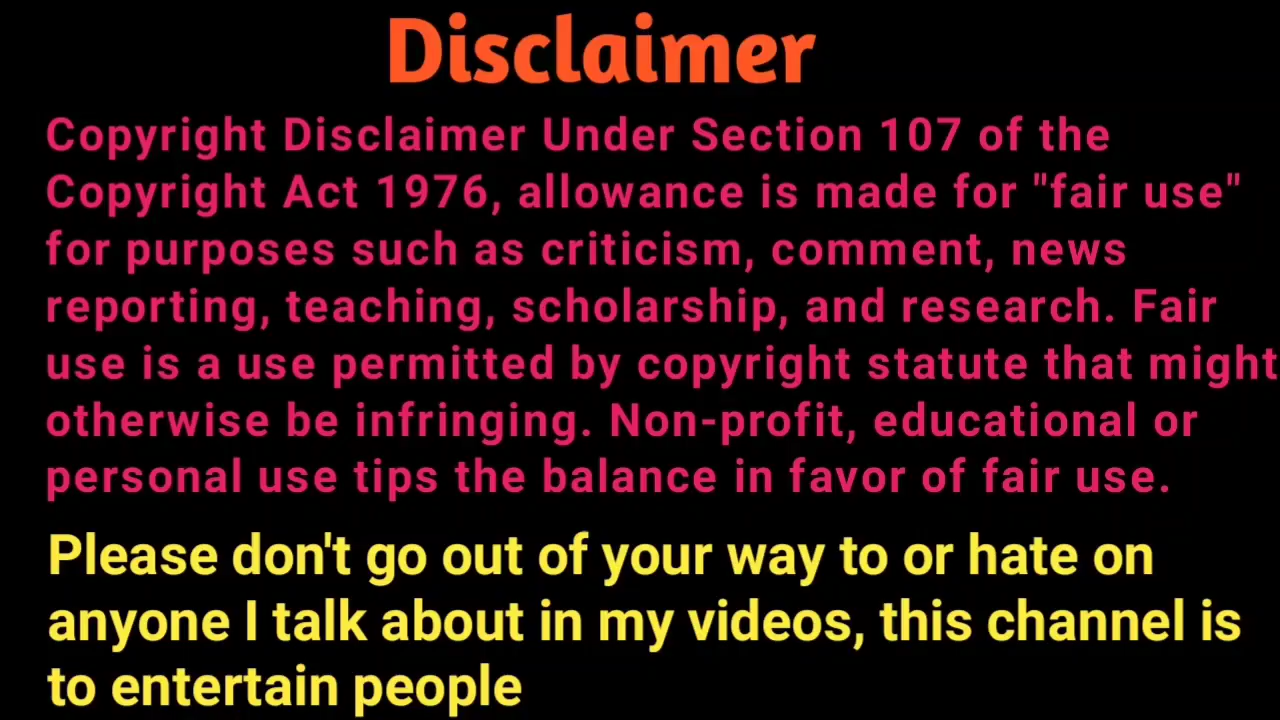 Disclaimer
Copyright Disclaimer Under Section 107 of the
Copyright Act 1976, allowance is made for "fair use"
for purposes such as criticism, comment, news
reporting, teaching, scholarship, and research. Fair
use is a use permitted by copyright statute that might
otherwise be infringing. Non-profit, educational or
personal use tips the balance in favor of fair use.
Please don't go out of your way to or hate on
anyone I talk about in my videos, this channel is
to entertain people